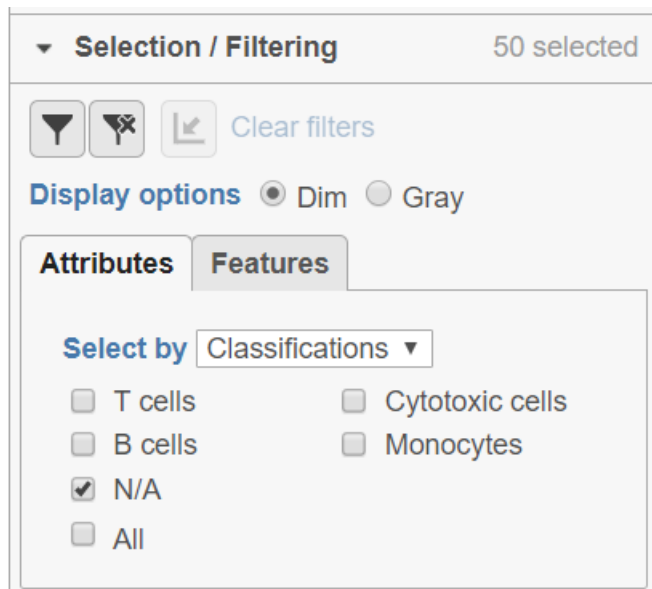 Selection / Filtering 50 selected
Clear filters
Display options Dim Gray
Attributes Features
Select by Classifications
T cells Cytotoxic cells
B cells Monocytes
N/A
All